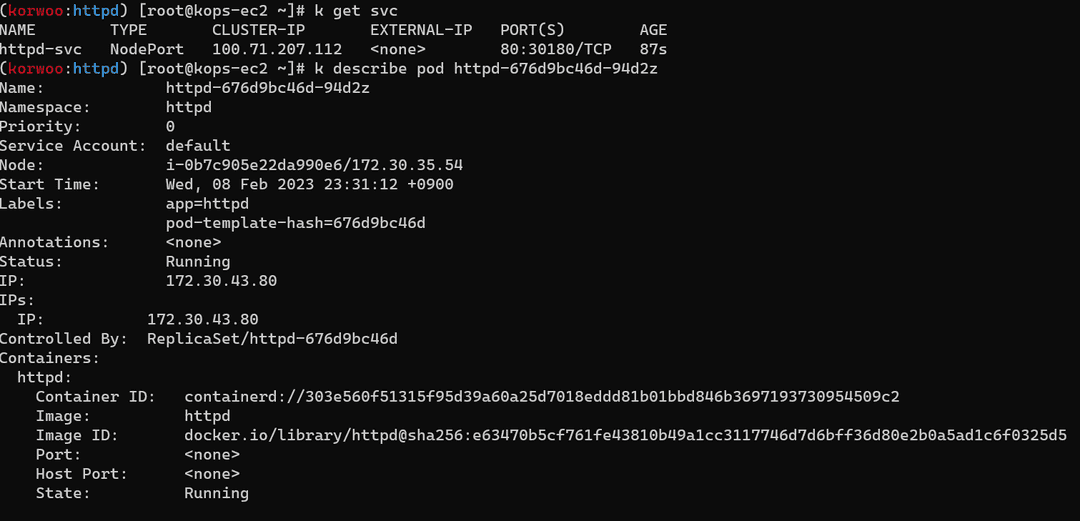 (korwoo:httpd) [root@kops-ec2 ~]# k get svc
NAME        TYPE       CLUSTER-IP       EXTERNAL-IP   PORT(S)        AGE
httpd-svc   NodePort   100.71.207.112   <none>        80:30180/TCP   87s
(korwoo:httpd) [root@kops-ec2 ~]# k describe pod httpd-676d9bc46d-94d2z
Name:             httpd-676d9bc46d-94d2z
Namespace:        httpd
Priority:         0
Service Account:  default
Node:             i-0b7c905e22da990e6/172.30.35.54
Start Time:       Wed, 08 Feb 2023 23:31:12 +0900
Labels:           app=httpd
                  pod-template-hash=676d9bc46d
Annotations:      <none>
Status:           Running
IP:               172.30.43.80
IPs:
  IP:           172.30.43.80
Controlled By:  ReplicaSet/httpd-676d9bc46d
Containers:
  httpd:
    Container ID:   containerd://303e560f51315f95d39a60a25d7018eddd81b01bbd846b3697193730954509c2
    Image:          httpd
    Image ID:       docker.io/library/httpd@sha256:e63470b5cf761fe43810b49a1cc3117746d7d6bff36d80e2b0a5ad1c6f0325d5
    Port:           <none>
    Host Port:      <none>
    State:          Running